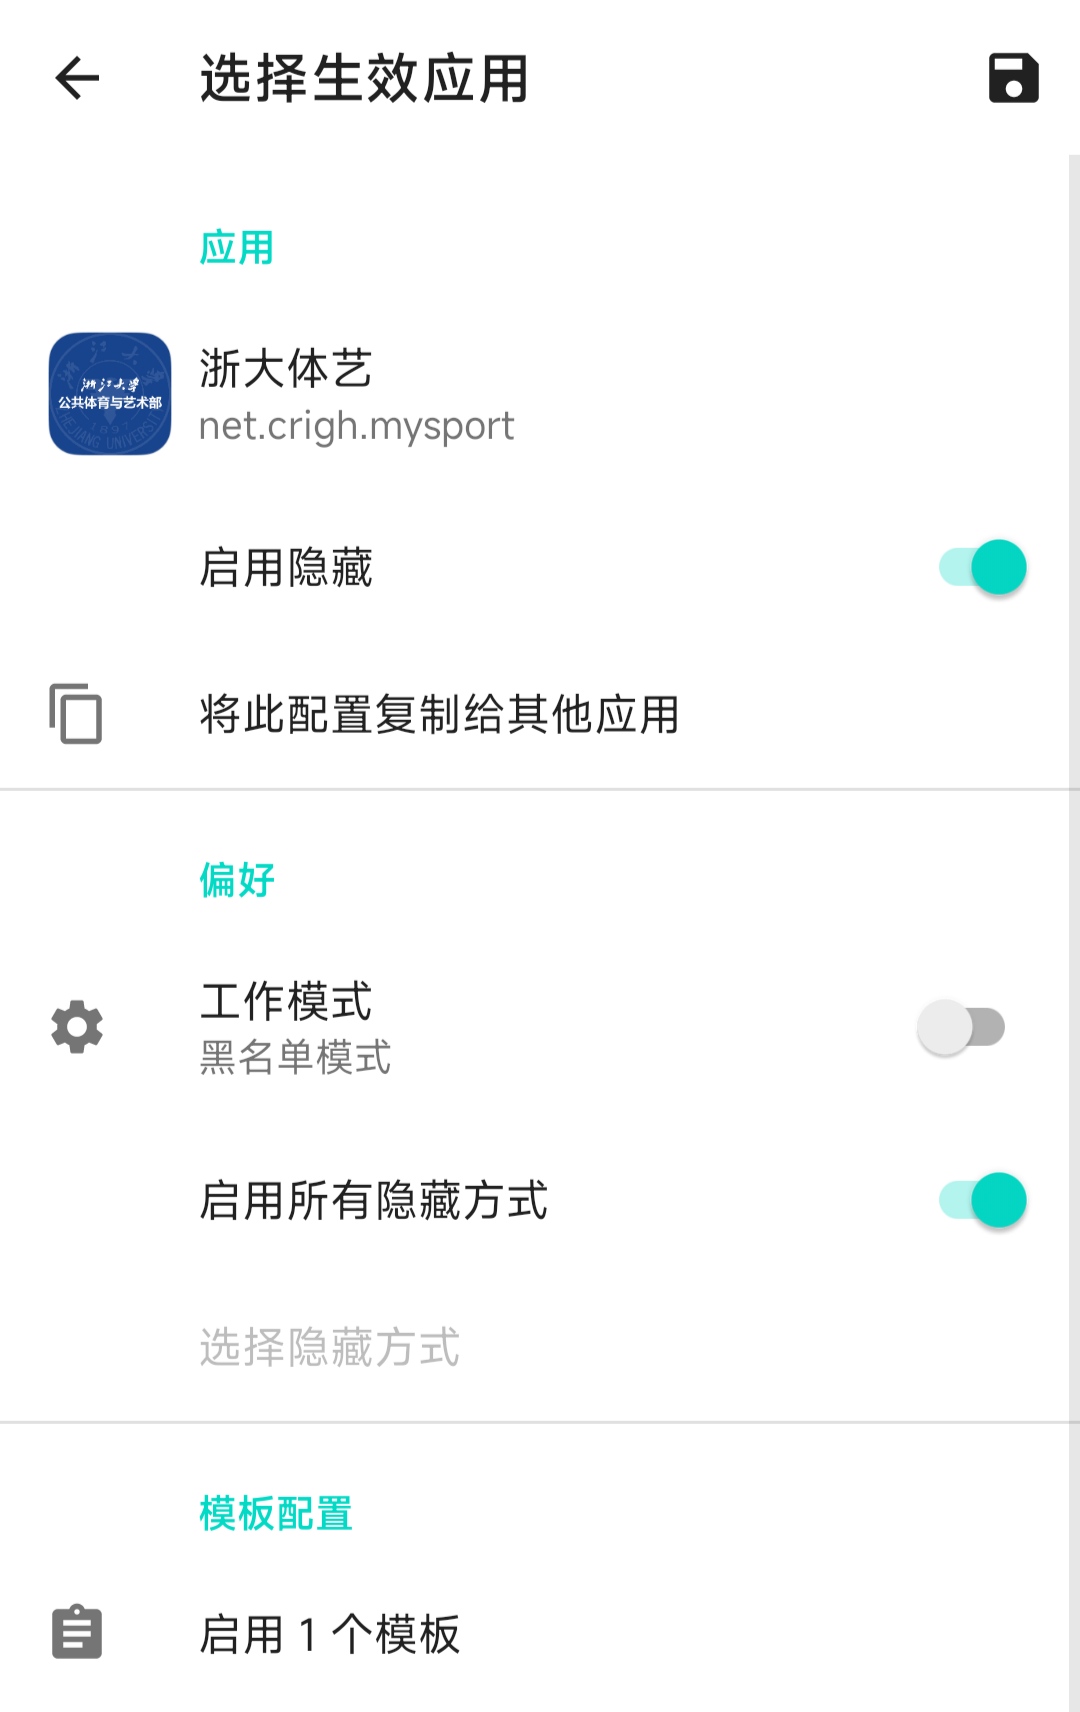 选择生效应用
应用
浙江大学
公共体育与艺术部
1897
ZHEJIANG UNIVERSITY
浙大体艺
net.crigh.mysport
启用隐藏
将此配置复制给其他应用
偏好
工作模式
黑名单模式
启用所有隐藏方式
选择隐藏方式
模板配置
启用 1 个模板